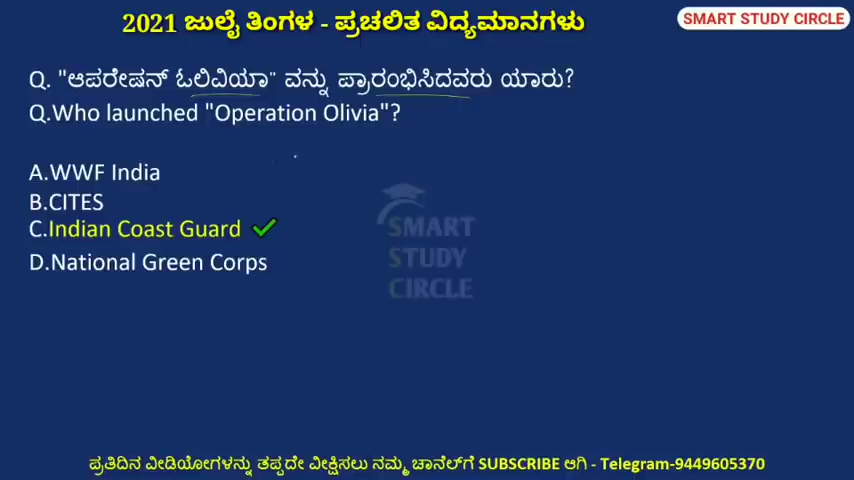 2021 ಜುಲೈ ತಿಂಗಳ - ಪ್ರಚಲಿತ ವಿದ್ಯಮಾನಗಳು
SMART STUDY CIRCLE
Q. "ಆಪರೇಷನ್ ಓಲಿವಿಯಾ" ವನ್ನು ಪ್ರಾರಂಭಿಸಿದವರು ಯಾರು?
Q.Who launched "Operation Olivia"?
A.WWF India
B.CITES
C.Indian Coast Guard
D.National Green Corps
SMART
STUDY
CIRCLE
ಪ್ರತಿದಿನ ವೀಡಿಯೋಗಳನ್ನು ತಪ್ಪದೇ ವೀಕ್ಷಿಸಲು ನಮ್ಮ ಚಾನೆಲ್‌ಗೆ SUBSCRIBE ಆಗಿ - Telegram-9449605370